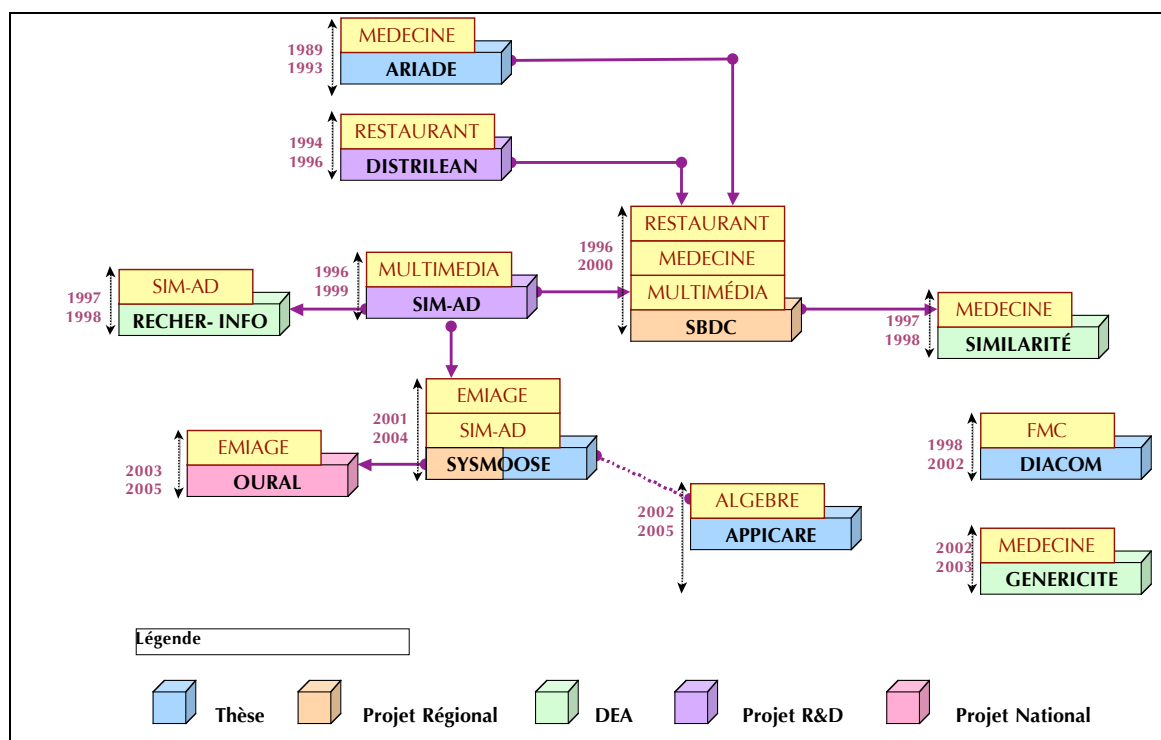 MEDECINE
1989
1993
ARIADE
RESTAURANT
1994
1996
DISTRILEAN
RESTAURANT
1996
2000
MEDECINE
MULTIMÉDIA
SBDC
MULTIMEDIA
1996
1999
SIM-AD
SIM-AD
1997
1998
RECHER- INFO
MEDECINE
1997
1998
SIMILARITÉ
EMIAGE
2001
2004
SIM-AD
SYSMOOSE
EMIAGE
2003
2005
OURAL
FMC
1998
2002
DIACOM
ALGEBRE
2002
2005
APPICARE
MEDECINE
2002
2003
GENERICITE
Légende
Thèse
Projet Régional
DEA
Projet R&D
Projet National